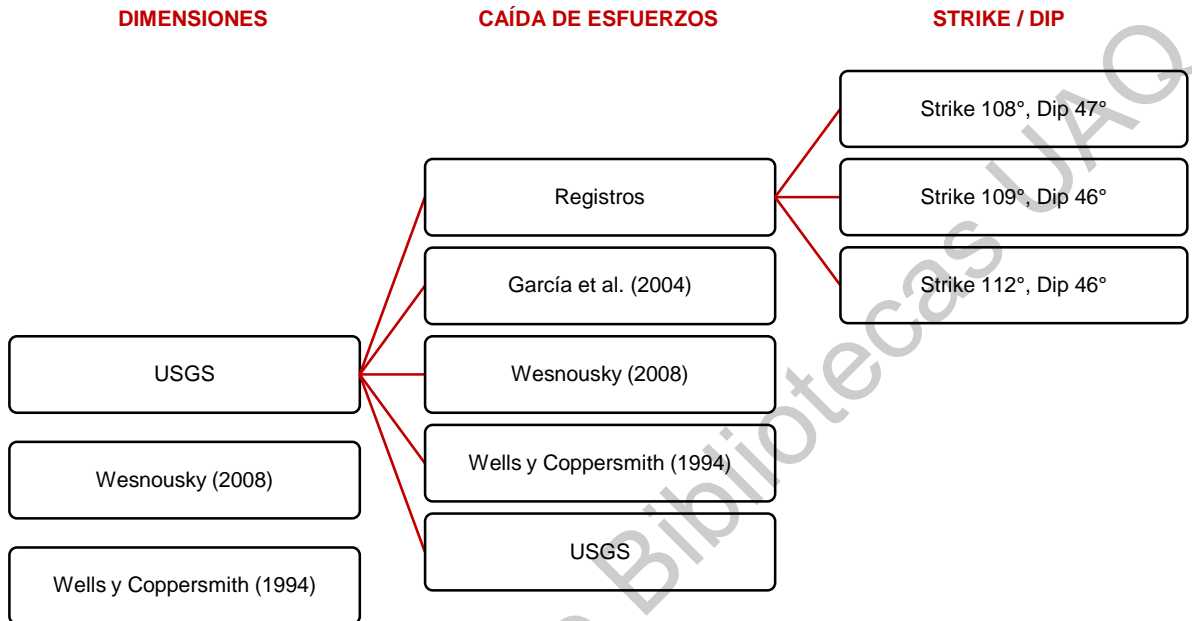 DIMENSIONES
CAÍDA DE ESFUERZOS
STRIKE / DIP
Strike 108°, Dip 47°
Registros
Strike 109°, Dip 46°
García et al. (2004)
Strike 112°, Dip 46°
USGS
Wesnousky (2008)
Wesnousky (2008)
Wells y Coppersmith (1994)
USGS
Wells y Coppersmith (1994)
Bibliotecas UAQ